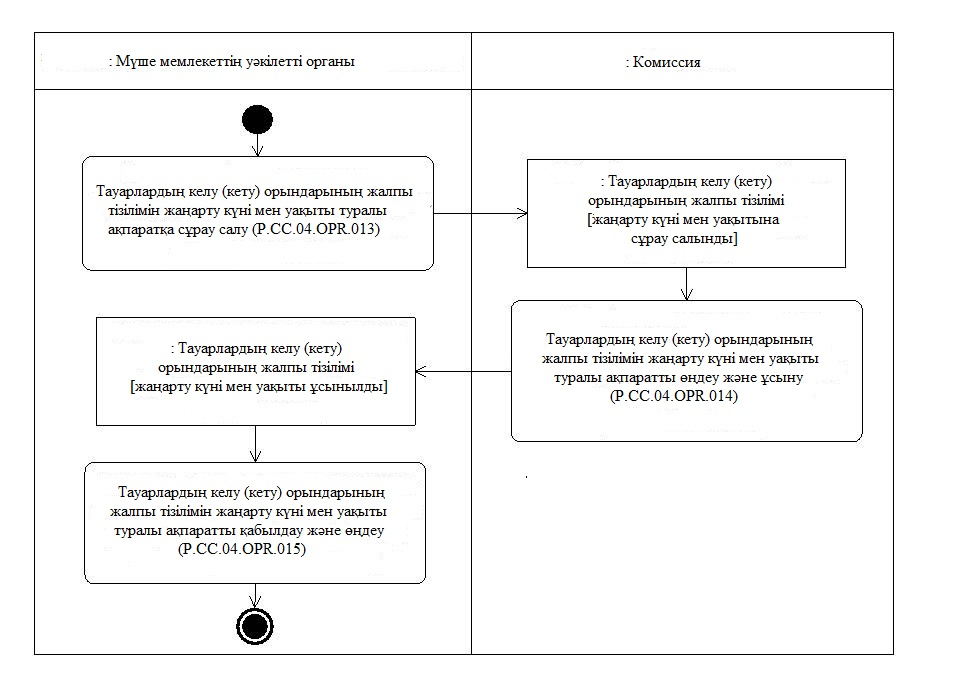 : Мүше мемлекеттің уәкілетті органы
: Комиссия
Тауарлардың келу (кету) орындарының жалпы
тізілімін жаңарту күні мен уақыты туралы
ақпаратқа сұрау салу (P.CC.04.OPR.013)
: Тауарлардың келу (кету)
орындарының жалпы тізілімі
[жаңарту күні мен уақытына
сұрау салынды]
Тауарлардың келу (кету) орындарының
жалпы тізілімін жаңарту күні мен уақыты
туралы ақпаратты өңдеу және ұсыну
(P.CC.04.OPR.014)
: Тауарлардың келу (кету)
орындарының жалпы тізілімі
[жаңарту күні мен уақыты ұсынылды]
Тауарлардың келу (кету) орындарының
жалпы тізілімін жаңарту күні мен уақыты
туралы ақпаратты қабылдау және өңдеу
(P.CC.04.OPR.015)